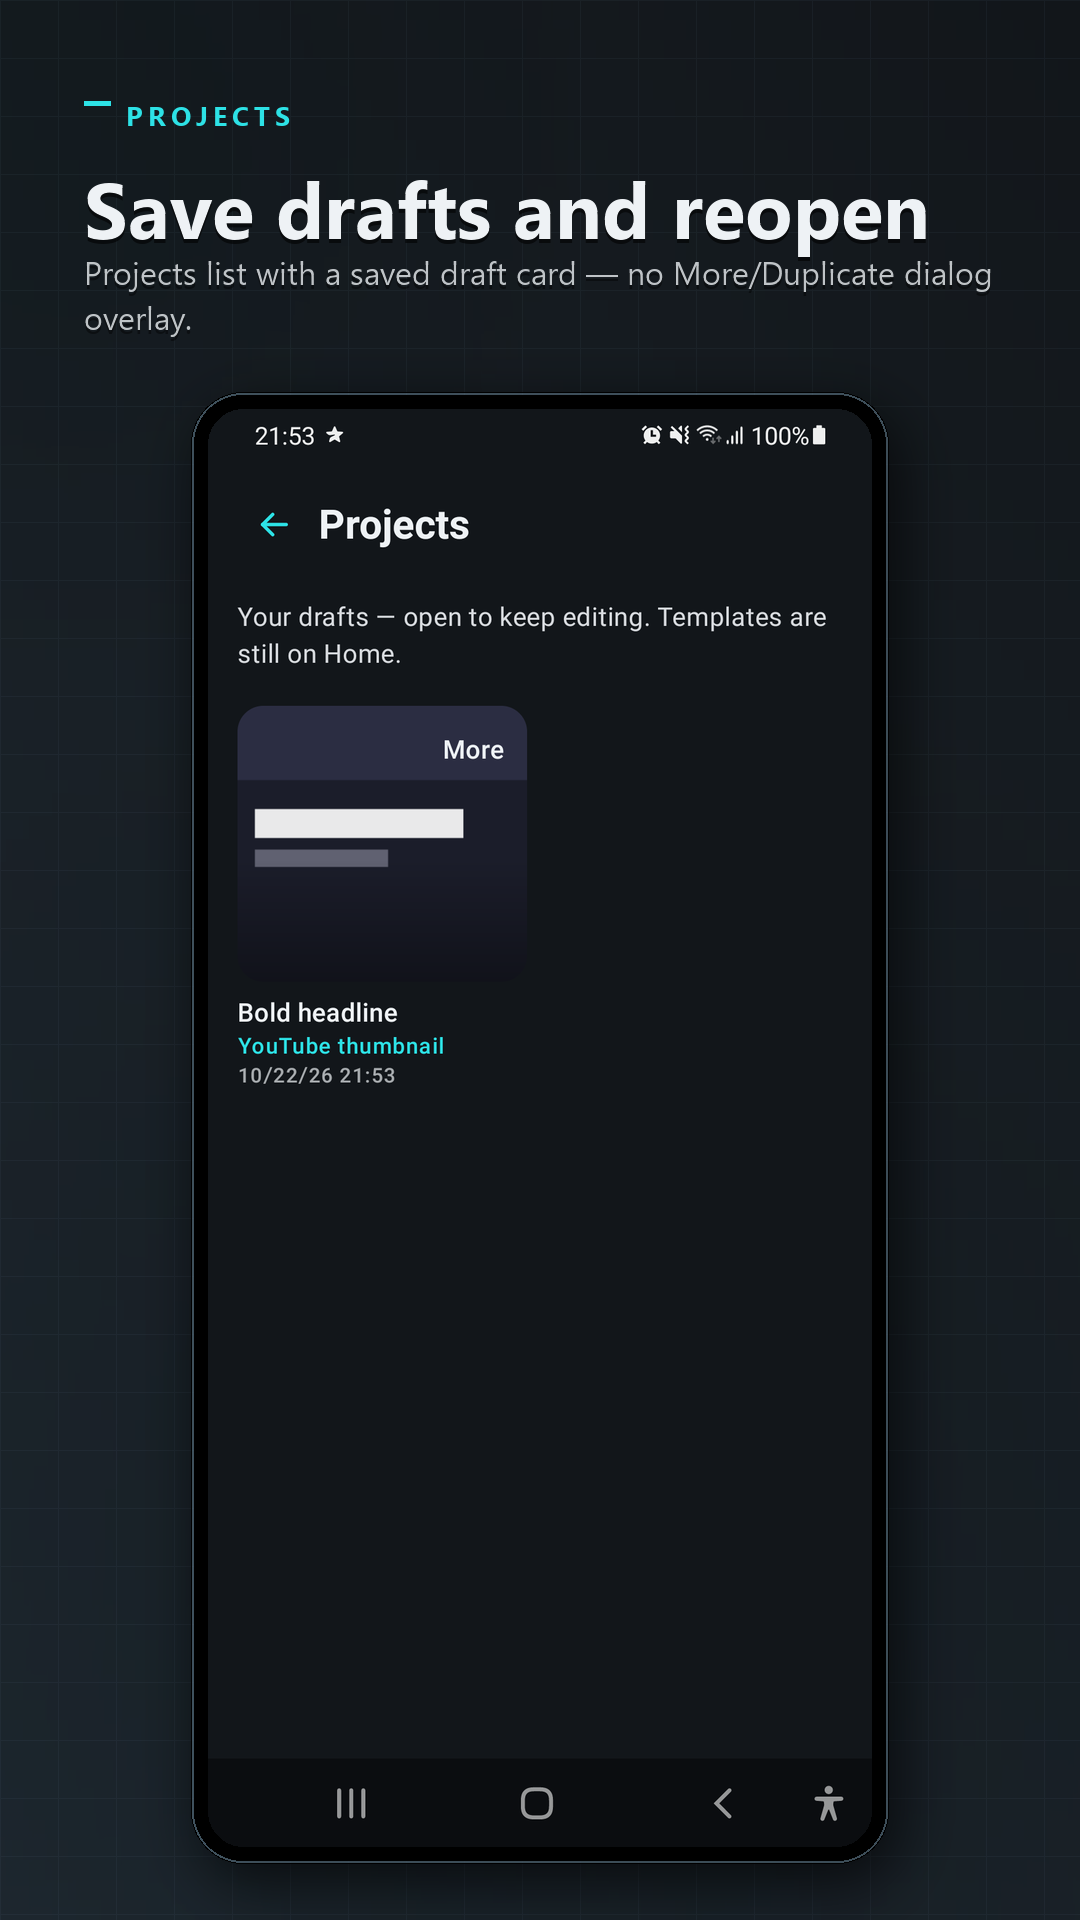 PROJECTS
Save drafts and reopen
Projects list with a saved draft card — no More/Duplicate dialog
overlay.
21:53
100%
Projects
Your drafts — open to keep editing. Templates are
still on Home.
More
Bold headline
YouTube thumbnail
10/22/26 21:53